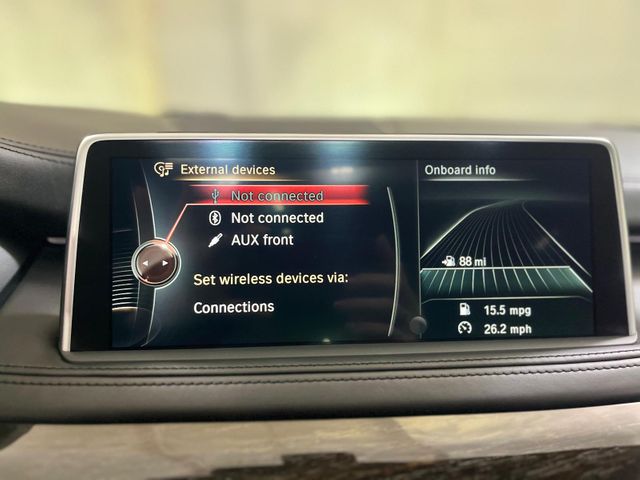 External devices
Not connected
Not connected
AUX front
Set wireless devices via:
Connections
Onboard info
88 mi
15.5 mpg
26.2 mph